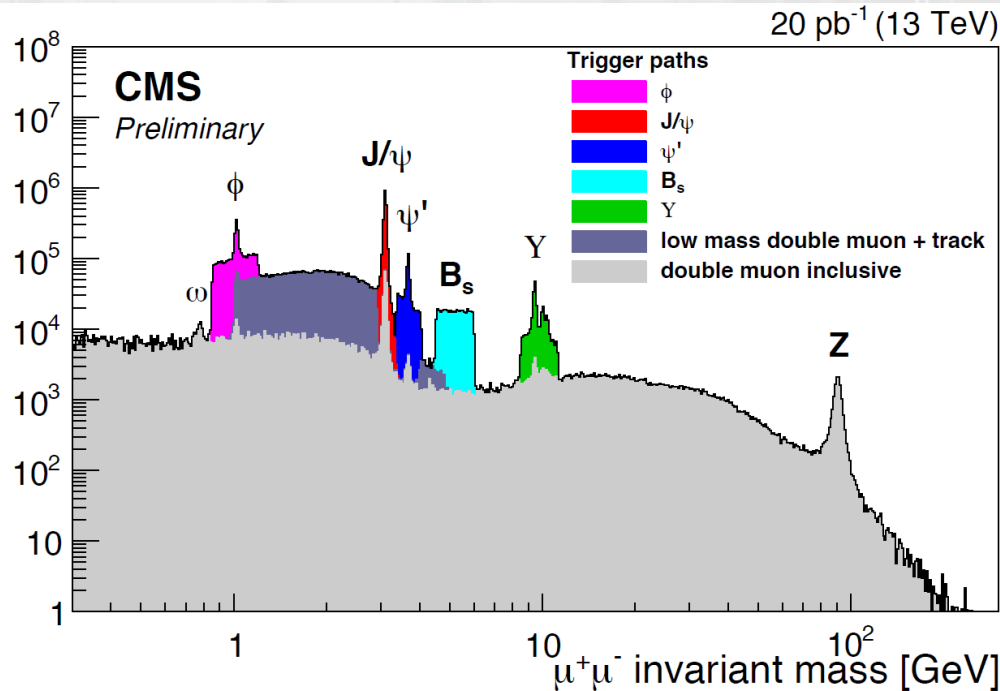 20 pb⁻¹ (13 TeV)
10⁸
10⁷
10⁶
10⁵
10⁴
10³
10²
10
1
CMS
Preliminary
Trigger paths
ϕ
J/ψ
ψ'
Bₛ
Υ
low mass double muon + track
double muon inclusive
ω
ϕ
J/ψ
ψ'
Bₛ
Υ
Z
1
10
10²
μ⁺μ⁻ invariant mass [GeV]